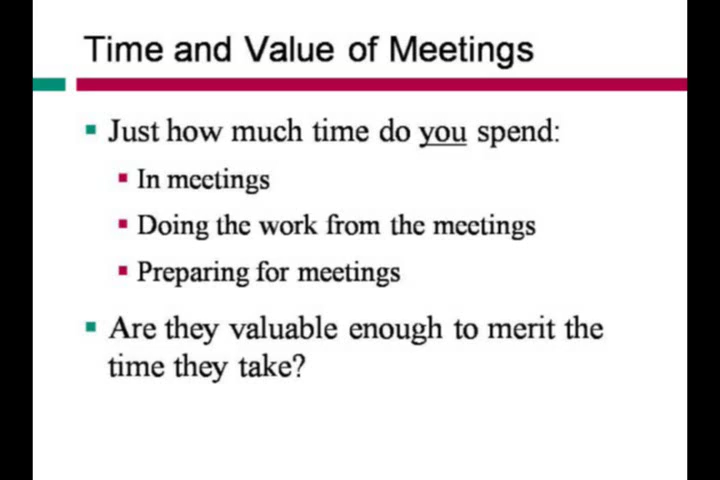 Time and Value of Meetings
Just how much time do you spend:
In meetings
Doing the work from the meetings
Preparing for meetings
Are they valuable enough to merit the
time they take?